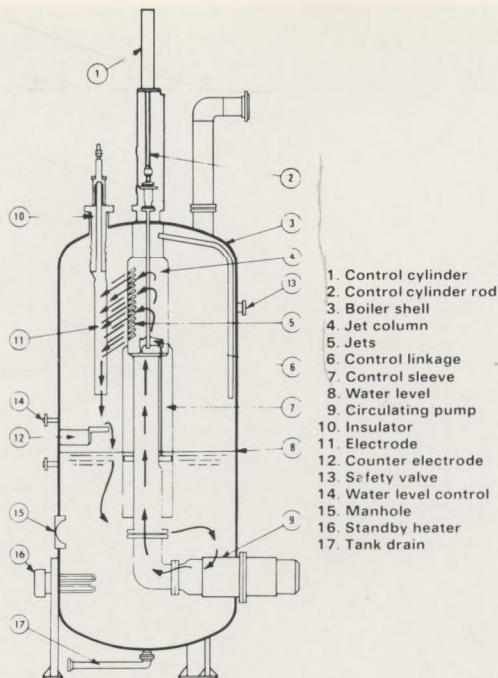 1
2
3
10
4
13
5
11
6
14
7
12
8
15
9
16
17
1. Control cylinder
2. Control cylinder rod
3. Boiler shell
4. Jet column
5. Jets
6. Control linkage
7. Control sleeve
8. Water level
9. Circulating pump
10. Insulator
11. Electrode
12. Counter electrode
13. Safety valve
14. Water level control
15. Manhole
16. Standby heater
17. Tank drain